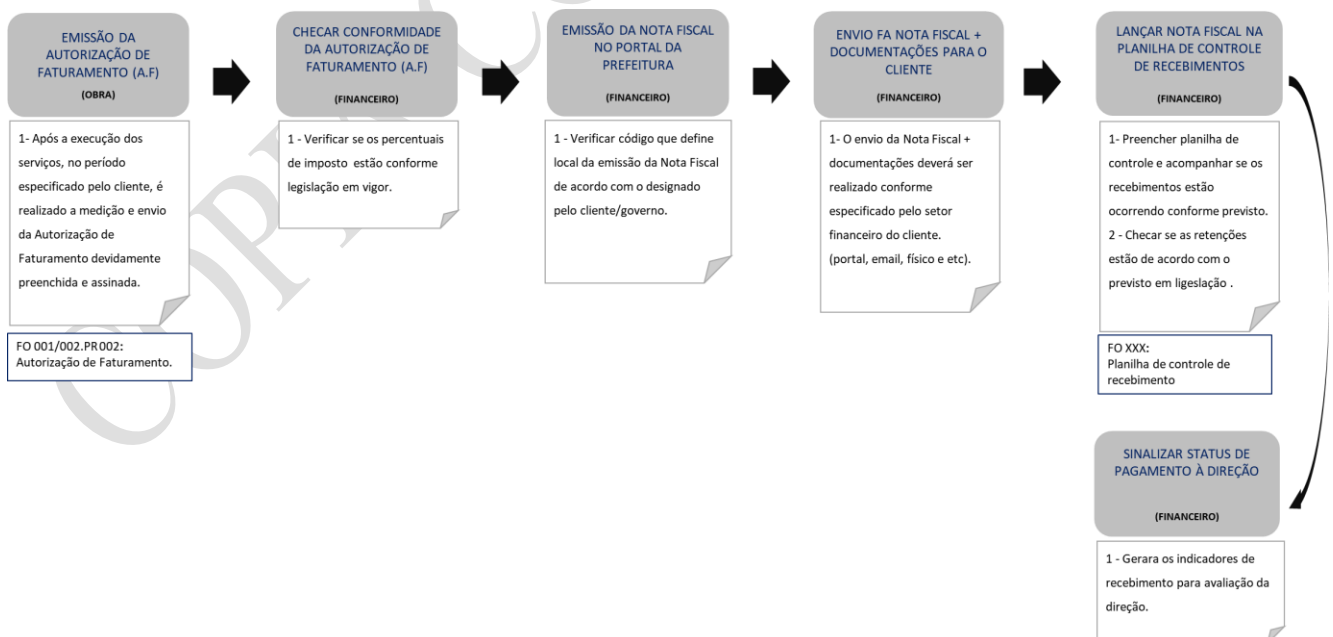 EMISSÃO DA
AUTORIZAÇÃO DE
FATURAMENTO (A.F)
(OBRA)
1- Após a execução dos
serviços, no período
especificado pelo cliente, é
realizado a medição e envio
da Autorização de
Faturamento devidamente
preenchida e assinada.
FO 001/002.PR002:
Autorização de Faturamento.
CHECAR CONFORMIDADE
DA AUTORIZAÇÃO DE
FATURAMENTO (A.F)
(FINANCEIRO)
1 - Verificar se os percentuais
de imposto estão conforme
legislação em vigor.
EMISSÃO DA NOTA FISCAL
NO PORTAL DA
PREFEITURA
(FINANCEIRO)
1 - Verificar código que define
local da emissão da Nota Fiscal
de acordo com o designado
pelo cliente/governo.
ENVIO FA NOTA FISCAL +
DOCUMENTAÇÕES PARA O
CLIENTE
(FINANCEIRO)
1- O envio da Nota Fiscal +
documentações deverá ser
realizado conforme
especificado pelo setor
financeiro do cliente.
(portal, email, físico e etc).
LANÇAR NOTA FISCAL NA
PLANILHA DE CONTROLE
DE RECEBIMENTOS
(FINANCEIRO)
1- Preencher planilha de
controle e acompanhar se os
recebimentos estão
ocorrendo conforme previsto.
2 - Checar se as retenções
estão de acordo com o
previsto em ligeslação .
FO XXX:
Planilha de controle de
recebimento
SINALIZAR STATUS DE
PAGAMENTO À DIREÇÃO
(FINANCEIRO)
1 - Gerara os indicadores de
recebimento para avaliação da
direção.